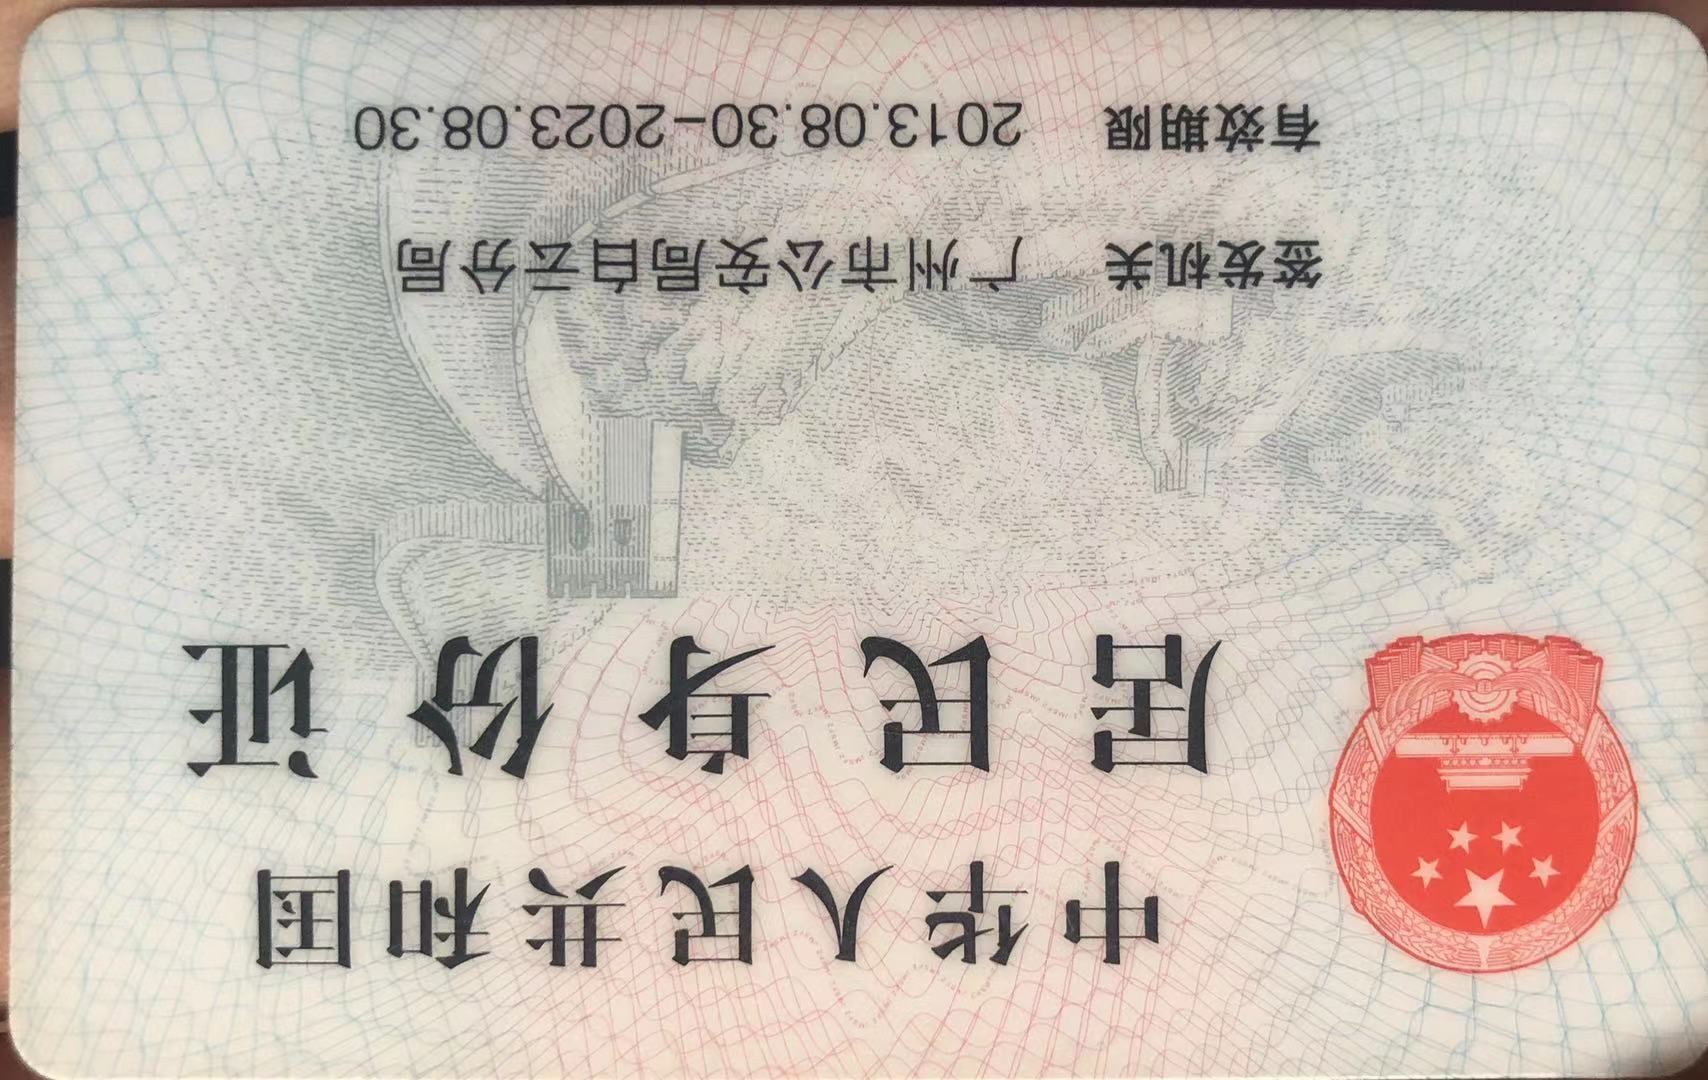 中华人民共和国
居民身份证
签发机关 广州市公安局白云分局
有效期限 2013.08.30-2023.08.30